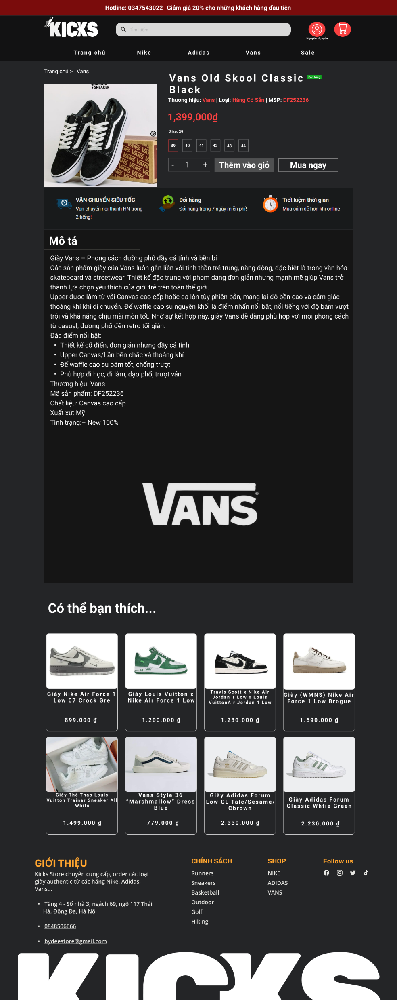 Hotline: 0347543022 | Giảm giá 20% cho những khách hàng đầu tiên
KICKS
Tìm kiếm
Nguyên Nguyên
Trang chủ
Nike
Adidas
Vans
Sale
Trang chủ > Vans
SAIGON
SNEAKER
VANS
Vans Old Skool Classic
Còn hàng
Black
Thương hiệu: Vans | Loại: Hàng Có Sẵn | MSP: DF252236
1,399,000₫
Size: 39
39 40 41 42 43 44
- 1 +
Thêm vào giỏ
Mua ngay
VẬN CHUYỂN SIÊU TỐC
Vận chuyển nội thành HN trong
2 tiếng!
Đổi hàng
Đổi hàng trong 7 ngày miễn phí!
Tiết kiệm thời gian
Mua sắm dễ hơn khi online
Mô tả
Giày Vans – Phong cách đường phố đầy cá tính và bền bỉ
Các sản phẩm giày của Vans luôn gắn liền với tinh thần trẻ trung, năng động, đặc biệt là trong văn hóa
skateboard và streetwear. Thiết kế đặc trưng với phom dáng đơn giản nhưng mạnh mẽ giúp Vans trở
thành lựa chọn yêu thích của giới trẻ trên toàn thế giới.
Upper được làm từ vải Canvas cao cấp hoặc da lộn tùy phiên bản, mang lại độ bền cao và cảm giác
thoáng khí khi di chuyển. Đế waffle cao su nguyên khối là điểm nhấn nổi bật, nổi tiếng với độ bám vượt
trội và khả năng chịu mài mòn tốt. Nhờ sự kết hợp này, giày Vans dễ dàng phù hợp với mọi phong cách
từ casual, đường phố đến retro tối giản.
Đặc điểm nổi bật:
• Thiết kế cổ điển, đơn giản nhưng đầy cá tính
• Upper Canvas/Lần bền chắc và thoáng khí
• Đế waffle cao su bám tốt, chống trượt
• Phù hợp đi học, đi làm, dạo phố, trượt ván
Thương hiệu: Vans
Mã sản phẩm: DF252236
Chất liệu: Canvas cao cấp
Xuất xứ: Mỹ
Tình trạng:– New 100%
VANS®
Có thể bạn thích...
Giày Nike Air Force 1
Low 07 Crock Gre
899.000 ₫
Giày Louis Vuitton x
Nike Air Force 1 Low
1.200.000 ₫
Travis Scott x Nike Air
Jordan 1 Low x Louis
VuittonAir Jordan 1 Low
1.230.000 ₫
Giày (WMNS) Nike Air
Force 1 Low Brogue
1.690.000 ₫
Giày Thể Thao Louis
Vuitton Trainer Sneaker All
White
1.499.000 ₫
Vans Style 36
“Marshmallow” Dress
Blue
779.000 ₫
Giày Adidas Forum
Low CL Talc/Sesame/
Cbrown
2.330.000 ₫
Giày Adidas Forum
Classic Whtie Green
2.230.000 ₫
GIỚI THIỆU
Kicks Store chuyên cung cấp, order các loại
giày authentic từ các hãng Nike, Adidas,
Vans...
• Tầng 4 - Số nhà 3, ngách 69, ngõ 117 Thái
Hà, Đống Đa, Hà Nội
• 0848506666
• bydeestore@gmail.com
CHÍNH SÁCH
Runners
Sneakers
Basketball
Outdoor
Golf
Hiking
SHOP
NIKE
ADIDAS
VANS
Follow us
KICKS